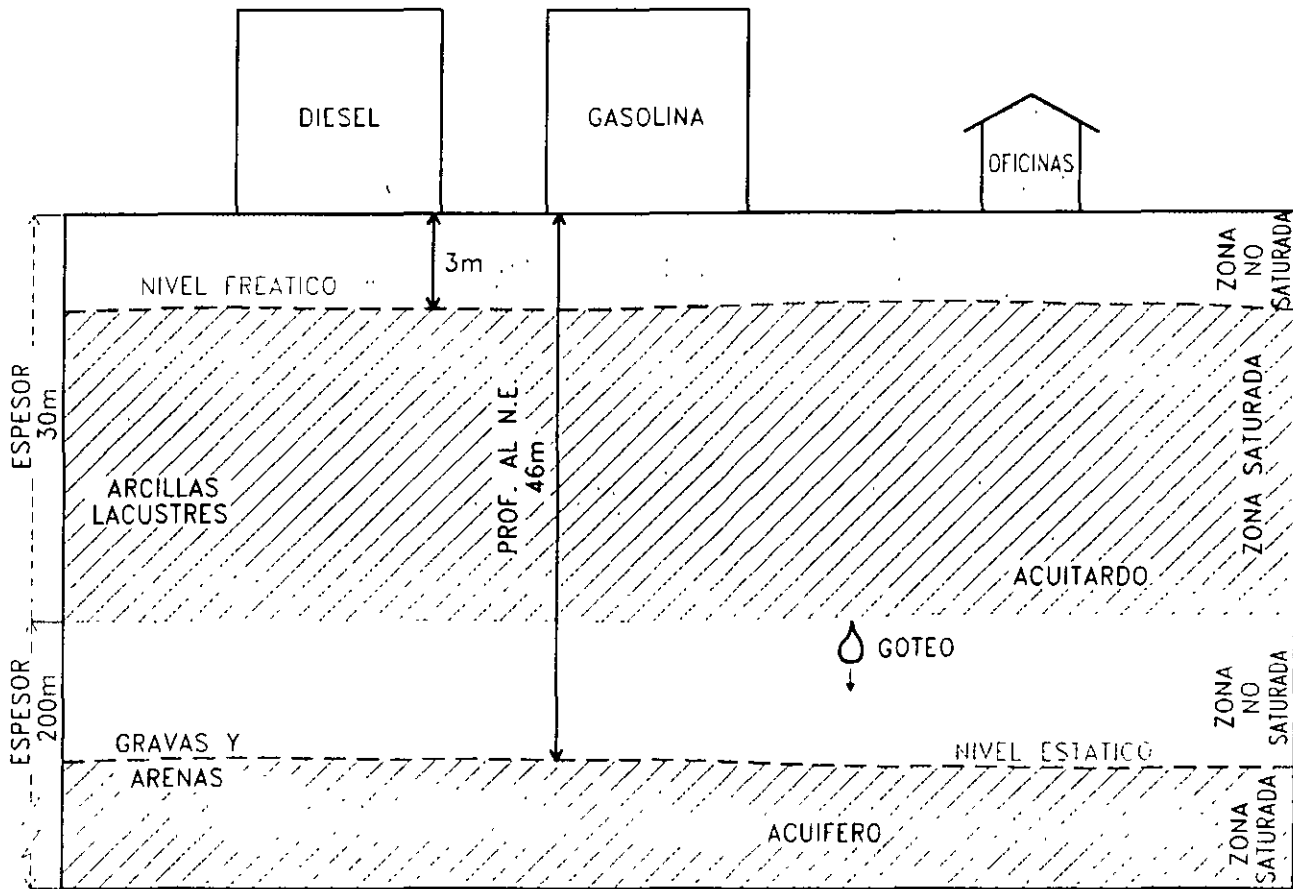 DIESEL
GASOLINA
OFICINAS
3m
NIVEL FREATICO
ZONA
NO
SATURADA
ESPESOR
30m
PROF. AL N.E.
46m
ZONA SATURADA
ARCILLAS
LACUSTRES
ACUITARDO
GOTEO
ESPESOR
200m
ZONA
NO
SATURADA
GRAVAS Y
ARENAS
NIVEL ESTATICO
ACUIFERO
ZONA
SATURADA